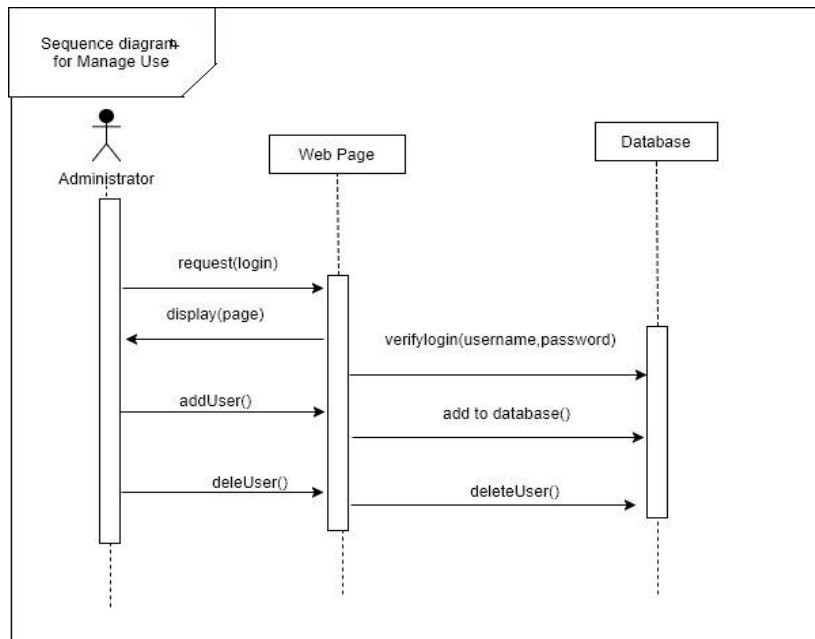 Sequence diagram
for Manage Use
Administrator
Web Page
Database
request(login)
display(page)
verifylogin(username,password)
addUser()
add to database()
deleUser()
deleteUser()